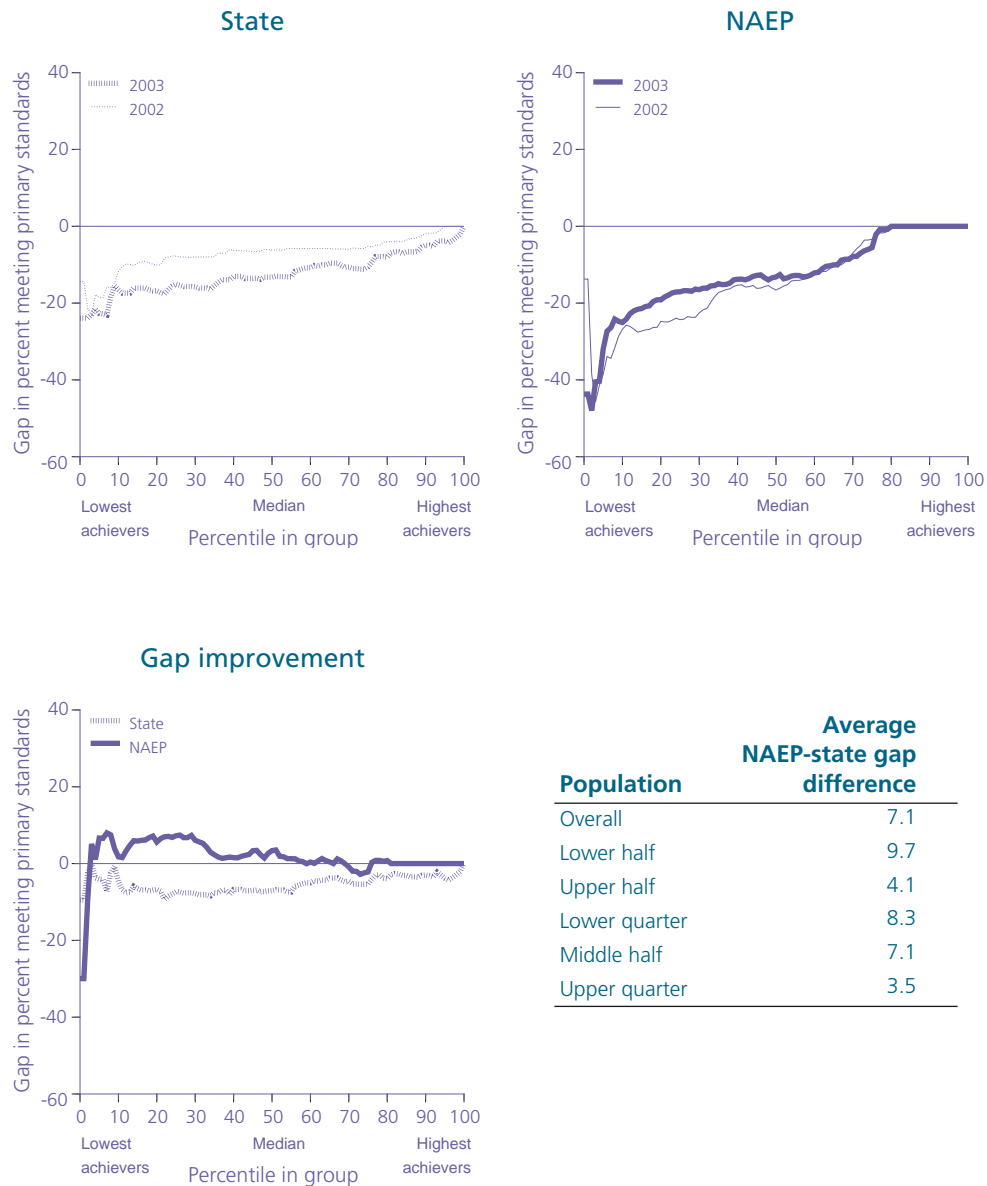 State
Gap in percent meeting primary standards
2003
2002
40
20
0
-20
-40
-60
0 10 20 30 40 50 60 70 80 90 100
Lowest achievers
Median
Highest achievers
Percentile in group
NAEP
Gap in percent meeting primary standards
2003
2002
40
20
0
-20
-40
-60
0 10 20 30 40 50 60 70 80 90 100
Lowest achievers
Median
Highest achievers
Percentile in group
Gap improvement
Gap in percent meeting primary standards
State
NAEP
40
20
0
-20
-40
-60
0 10 20 30 40 50 60 70 80 90 100
Lowest achievers
Median
Highest achievers
Percentile in group
Population Average NAEP-state gap difference
Overall 7.1
Lower half 9.7
Upper half 4.1
Lower quarter 8.3
Middle half 7.1
Upper quarter 3.5